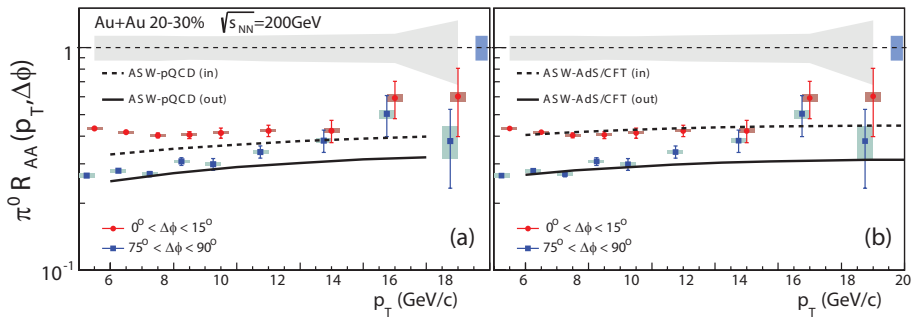 Au+Au 20-30% √s_NN=200GeV
1
ASW-pQCD (in)
ASW-pQCD (out)
ASW-AdS/CFT (in)
ASW-AdS/CFT (out)
π⁰ R_AA (p_T,Δϕ)
0° < Δϕ < 15°
75° < Δϕ < 90°
(a)
0° < Δϕ < 15°
75° < Δϕ < 90°
(b)
10⁻¹
6 8 10 12 14 16 18
6 8 10 12 14 16 18 20
p_T (GeV/c)
p_T (GeV/c)